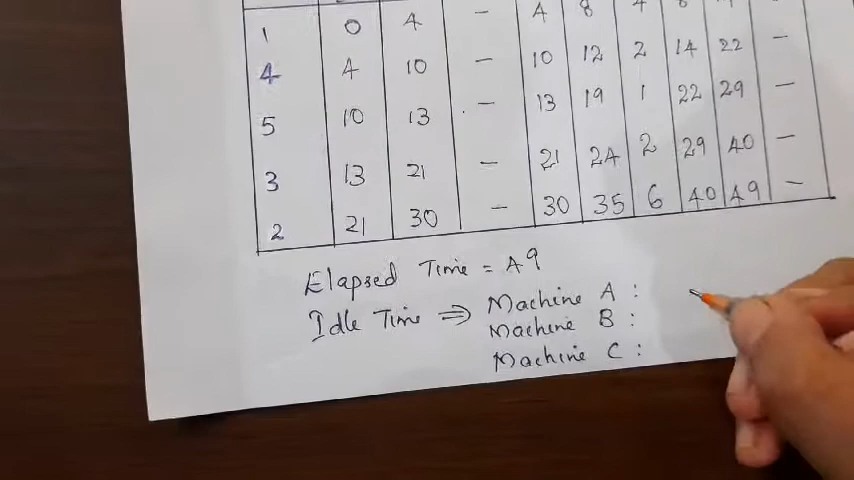 1 0 4 - 4 8 4 8
4 4 10 - 10 12 2 14 22 -
5 10 13 - 13 19 1 22 29 -
3 13 21 - 21 24 2 29 40 -
2 21 30 - 30 35 6 40 49 -
Elapsed Time = 49
Idle Time ⇒ Machine A :
Machine B :
Machine C :